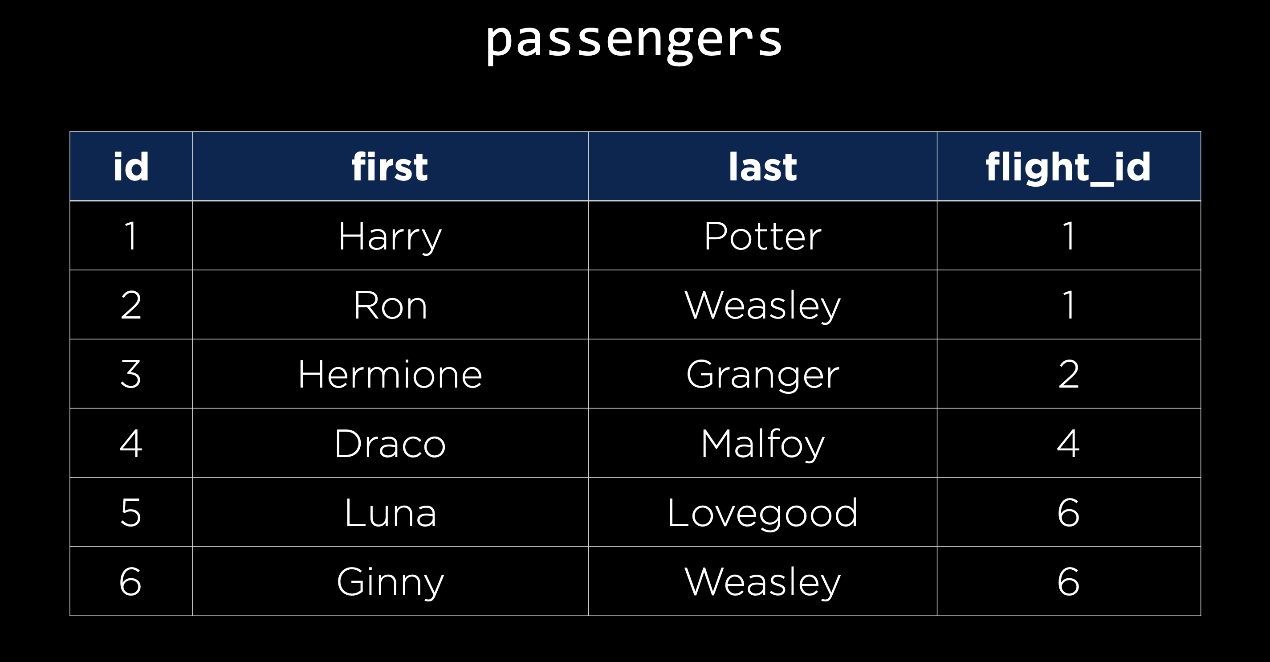 passengers
id first last flight_id
1 Harry Potter 1
2 Ron Weasley 1
3 Hermione Granger 2
4 Draco Malfoy 4
5 Luna Lovegood 6
6 Ginny Weasley 6